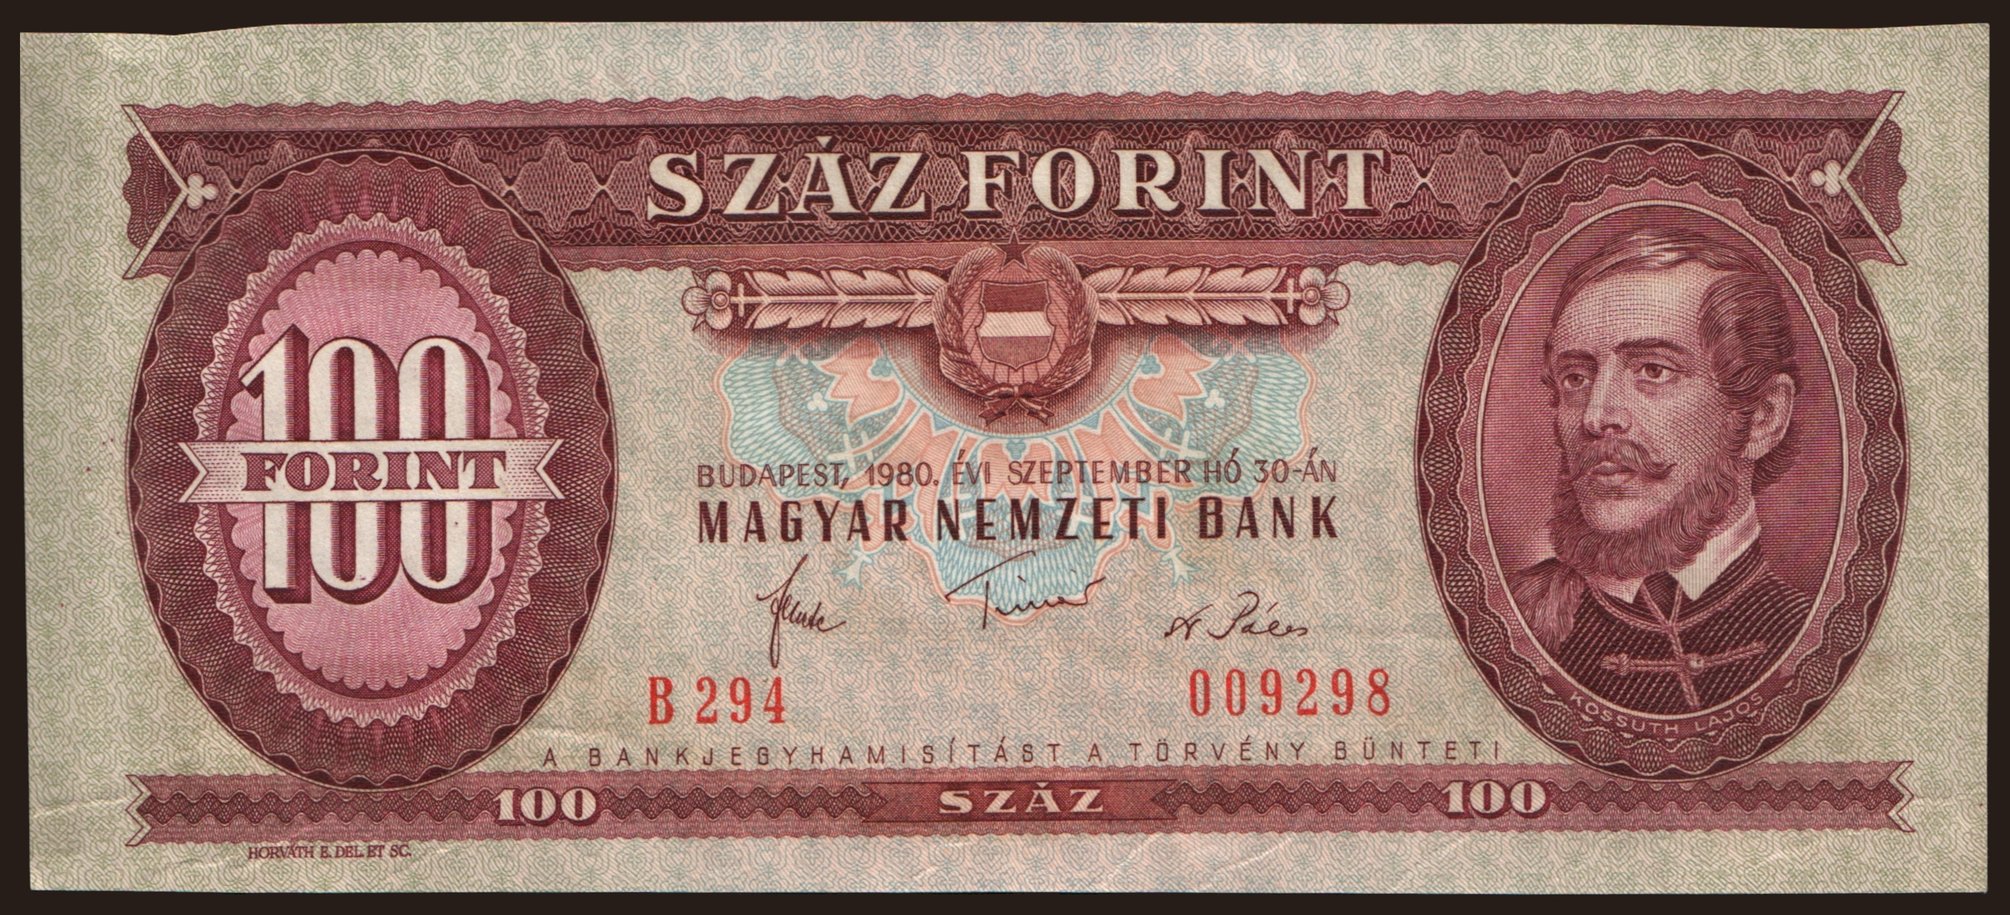 SZÁZ FORINT
100
FORINT
100
BUDAPEST, 1980. ÉVI SZEPTEMBER HÓ 30-ÁN
MAGYAR NEMZETI BANK
B 294
009298
KOSSUTH LAJOS
A BANKJEGYHAMISÍTÁST A TÖRVÉNY BÜNTETI
100 SZÁZ 100
HORVÁTH E. DEL. ET SC.